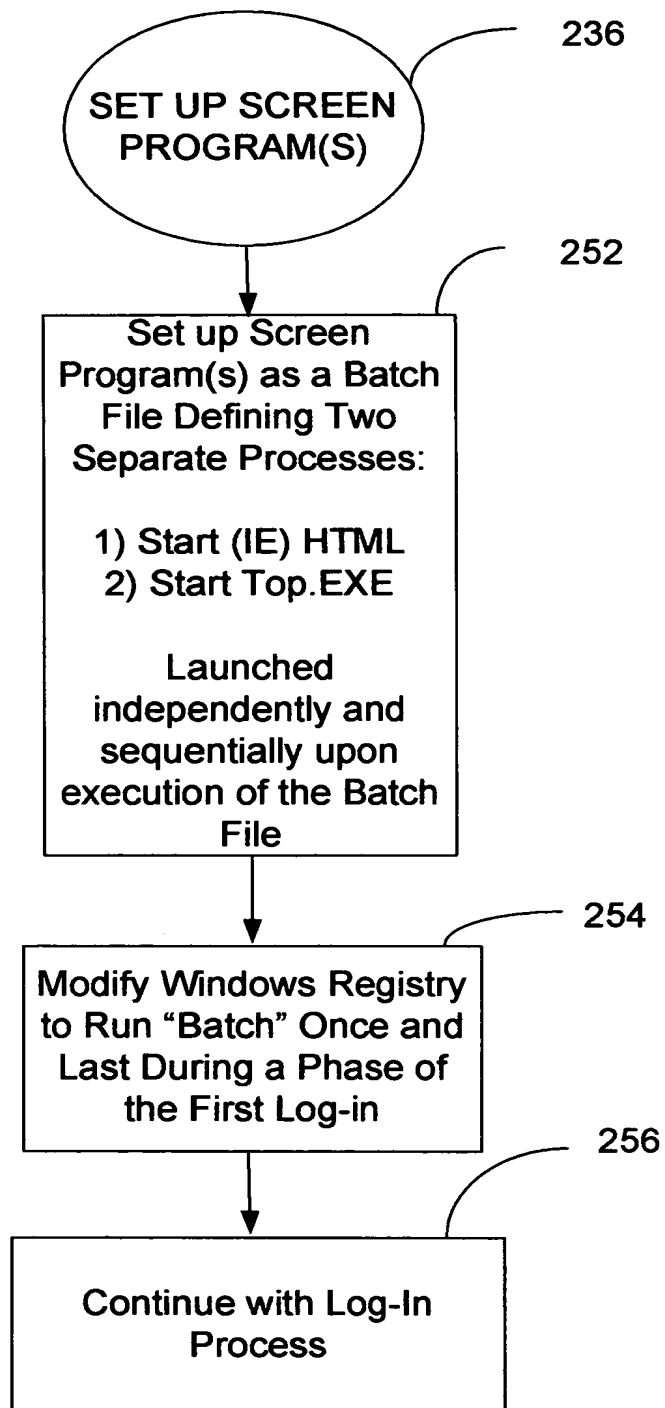 236
SET UP SCREEN
PROGRAM(S)
252
Set up Screen
Program(s) as a Batch
File Defining Two
Separate Processes:
1) Start (IE) HTML
2) Start Top.EXE
Launched
independently and
sequentially upon
execution of the Batch
File
254
Modify Windows Registry
to Run “Batch” Once and
Last During a Phase of
the First Log-in
256
Continue with Log-In
Process